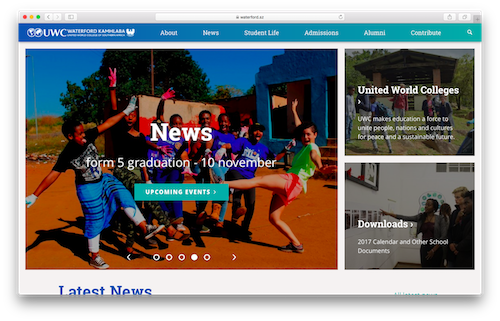 waterford.sz
UWC WATERFORD KAMHLABA
UNITED WORLD COLLEGE OF SOUTHERN AFRICA
About News Student Life Admissions Alumni Contribute
News
form 5 graduation - 10 november
UPCOMING EVENTS ›
United World Colleges
›
UWC makes education a force to
unite people, nations and cultures
for peace and a sustainable future.
Downloads ›
2017 Calendar and Other School
Documents
Latest News